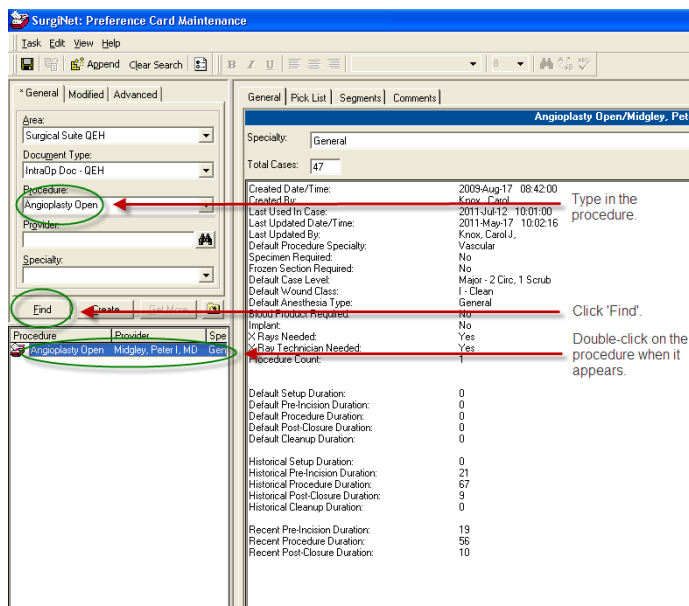 SurgiNet: Preference Card Maintenance
Task Edit View Help
Append Clear Search B I U 8
* General Modified Advanced
Area:
Surgical Suite QEH
Document Type:
IntraOp Doc - QEH
Procedure:
Angioplasty Open
Provider:
Specialty:
Find Create Get More
Procedure Provider Spe
Angioplasty Open Midgley, Peter I, MD Gen
General Pick List Segments Comments
Angioplasty Open/Midgley, Pet
Specialty: General
Total Cases: 47
Created Date/Time: 2009-Aug-17 08:42:00
Created By: Knox, Carol
Last Used In Case: 2011-Jul-12 10:01:00
Last Updated Date/Time: 2011-May-17 10:02:16
Last Updated By: Knox, Carol J,
Default Procedure Specialty: Vascular
Specimen Required: No
Frozen Section Required: No
Default Case Level: Major - 2 Circ, 1 Scrub
Default Wound Class: I - Clean
Default Anesthesia Type: General
Blood Product Required: No
Implant: No
X Rays Needed: Yes
X-Ray Technician Needed: Yes
Procedure Count: 1
Default Setup Duration: 0
Default Pre-Incision Duration: 0
Default Procedure Duration: 0
Default Post-Closure Duration: 0
Default Cleanup Duration: 0
Historical Setup Duration: 0
Historical Pre-Incision Duration: 21
Historical Procedure Duration: 67
Historical Post-Closure Duration: 9
Historical Cleanup Duration: 0
Recent Pre-Incision Duration: 19
Recent Procedure Duration: 56
Recent Post-Closure Duration: 10
Type in the
procedure.
Click 'Find'.
Double-click on the
procedure when it
appears.